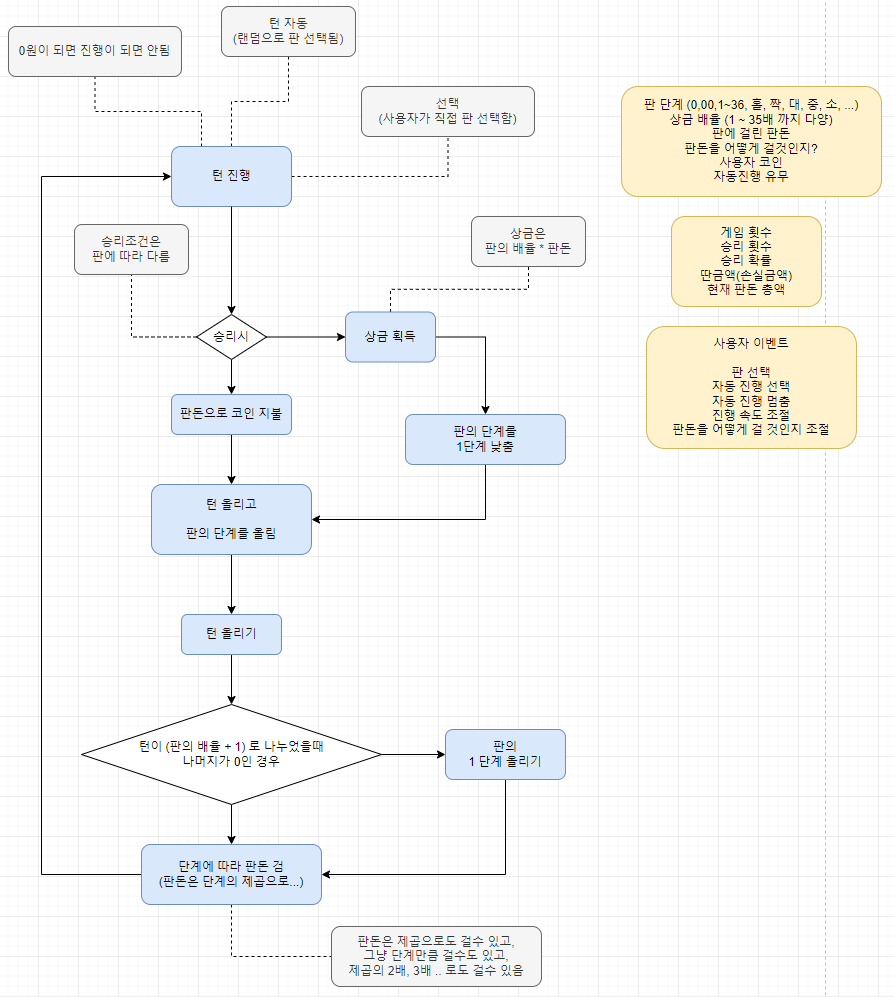 0원이 되면 진행이 되면 안됨
턴 자동
(랜덤으로 판 선택됨)
선택
(사용자가 직접 판 선택함)
턴 진행
승리조건은
판에 따라 다름
상금은
판의 배율 * 판돈
승리시
상금 획득
판돈으로 코인 지불
판의 단계를
1단계 낮춤
턴 올리고
판의 단계를 올림
턴 올리기
턴이 (판의 배율 + 1) 로 나누었을때
나머지가 0인 경우
판의
1 단계 올리기
단계에 따라 판돈 검
(판돈은 단계의 제곱으로...)
판돈은 제곱으로도 걸수 있고,
그냥 단계만큼 걸수도 있고,
제곱의 2배, 3배 .. 로도 걸수 있음
판 단계 (0,00,1~36, 홀, 짝, 대, 중, 소, ...)
상금 배율 (1 ~ 35배 까지 다양)
판에 걸린 판돈
판돈을 어떻게 걸것인지?
사용자 코인
자동진행 유무
게임 횟수
승리 횟수
승리 확률
딴금액(손실금액)
현재 판돈 총액
사용자 이벤트
판 선택
자동 진행 선택
자동 진행 멈춤
진행 속도 조절
판돈을 어떻게 걸 것인지 조절